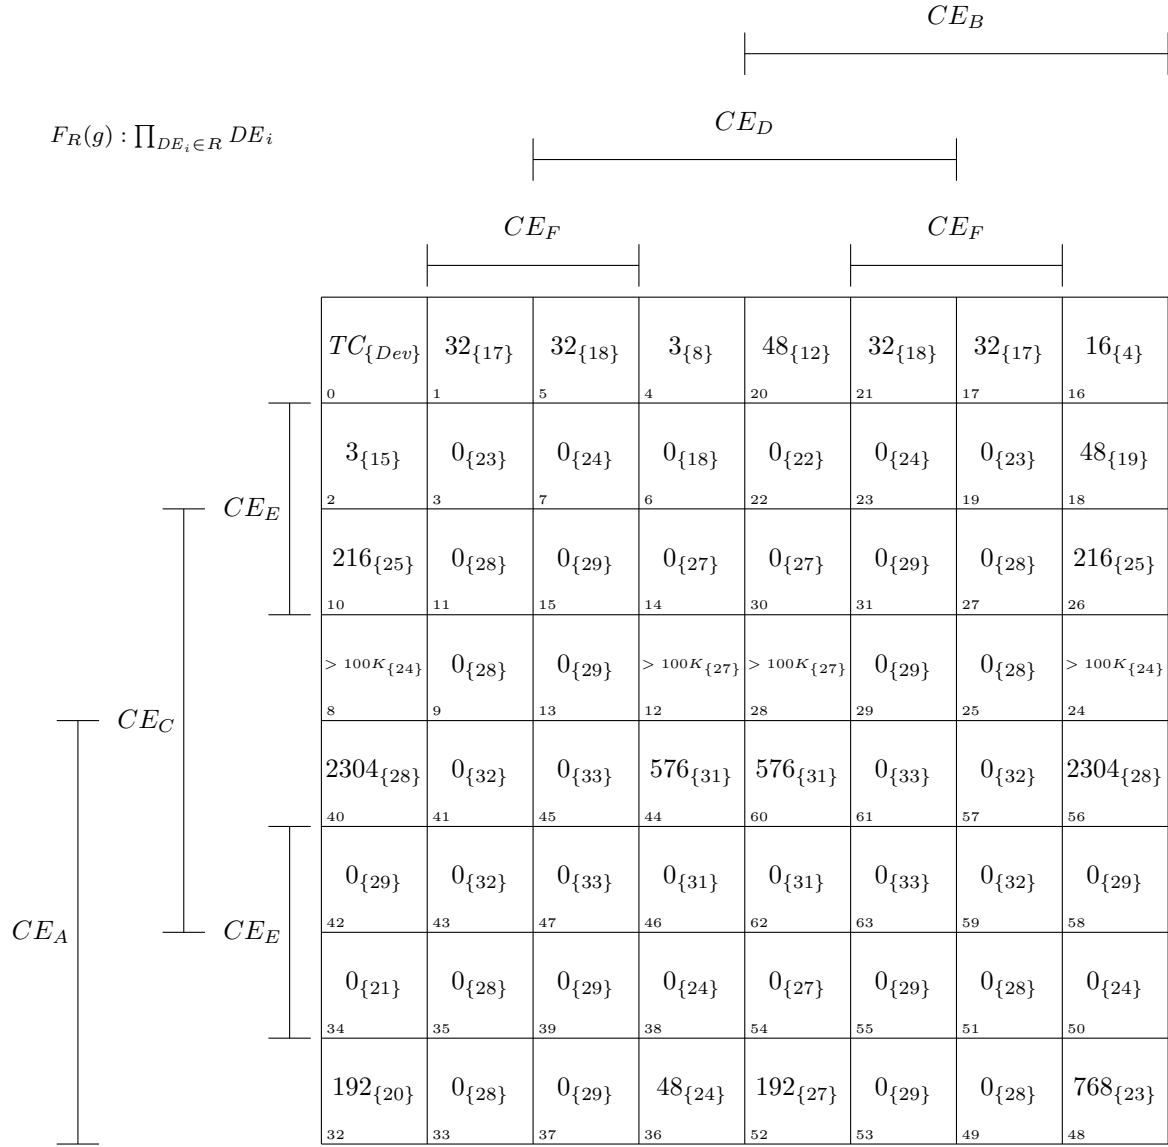 CE_B
F_R(g) : ∏_{DE_i∈R} DE_i
CE_D
CE_F CE_F
TC_{Dev} 32_{17} 32_{18} 3_{8} 48_{12} 32_{18} 32_{17} 16_{4}
0 1 5 4 20 21 17 16
3_{15} 0_{23} 0_{24} 0_{18} 0_{22} 0_{24} 0_{23} 48_{19}
2 3 7 6 22 23 19 18
CE_E
216_{25} 0_{28} 0_{29} 0_{27} 0_{27} 0_{29} 0_{28} 216_{25}
10 11 15 14 30 31 27 26
> 100K_{24} 0_{28} 0_{29} > 100K_{27} > 100K_{27} 0_{29} 0_{28} > 100K_{24}
8 9 13 12 28 29 25 24
CE_C
2304_{28} 0_{32} 0_{33} 576_{31} 576_{31} 0_{33} 0_{32} 2304_{28}
40 41 45 44 60 61 57 56
0_{29} 0_{32} 0_{33} 0_{31} 0_{31} 0_{33} 0_{32} 0_{29}
42 43 47 46 62 63 59 58
CE_A CE_E
0_{21} 0_{28} 0_{29} 0_{24} 0_{27} 0_{29} 0_{28} 0_{24}
34 35 39 38 54 55 51 50
192_{20} 0_{28} 0_{29} 48_{24} 192_{27} 0_{29} 0_{28} 768_{23}
32 33 37 36 52 53 49 48